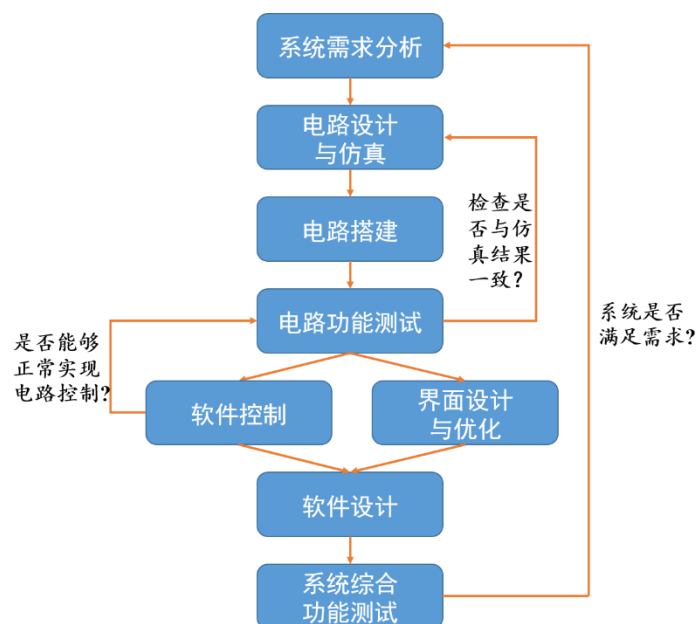 系统需求分析
电路设计
与仿真
电路搭建
检查是
否与仿
真结果
一致?
电路功能测试
系统是否
满足需求?
是否能够
正常实现
电路控制?
软件控制
界面设计
与优化
软件设计
系统综合
功能测试